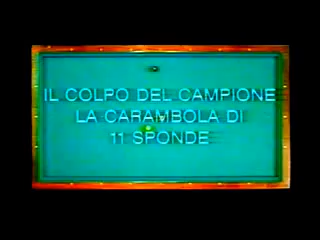 IL COLPO DEL CAMPIONE
LA CARAMBOLA DI
11 SPONDE